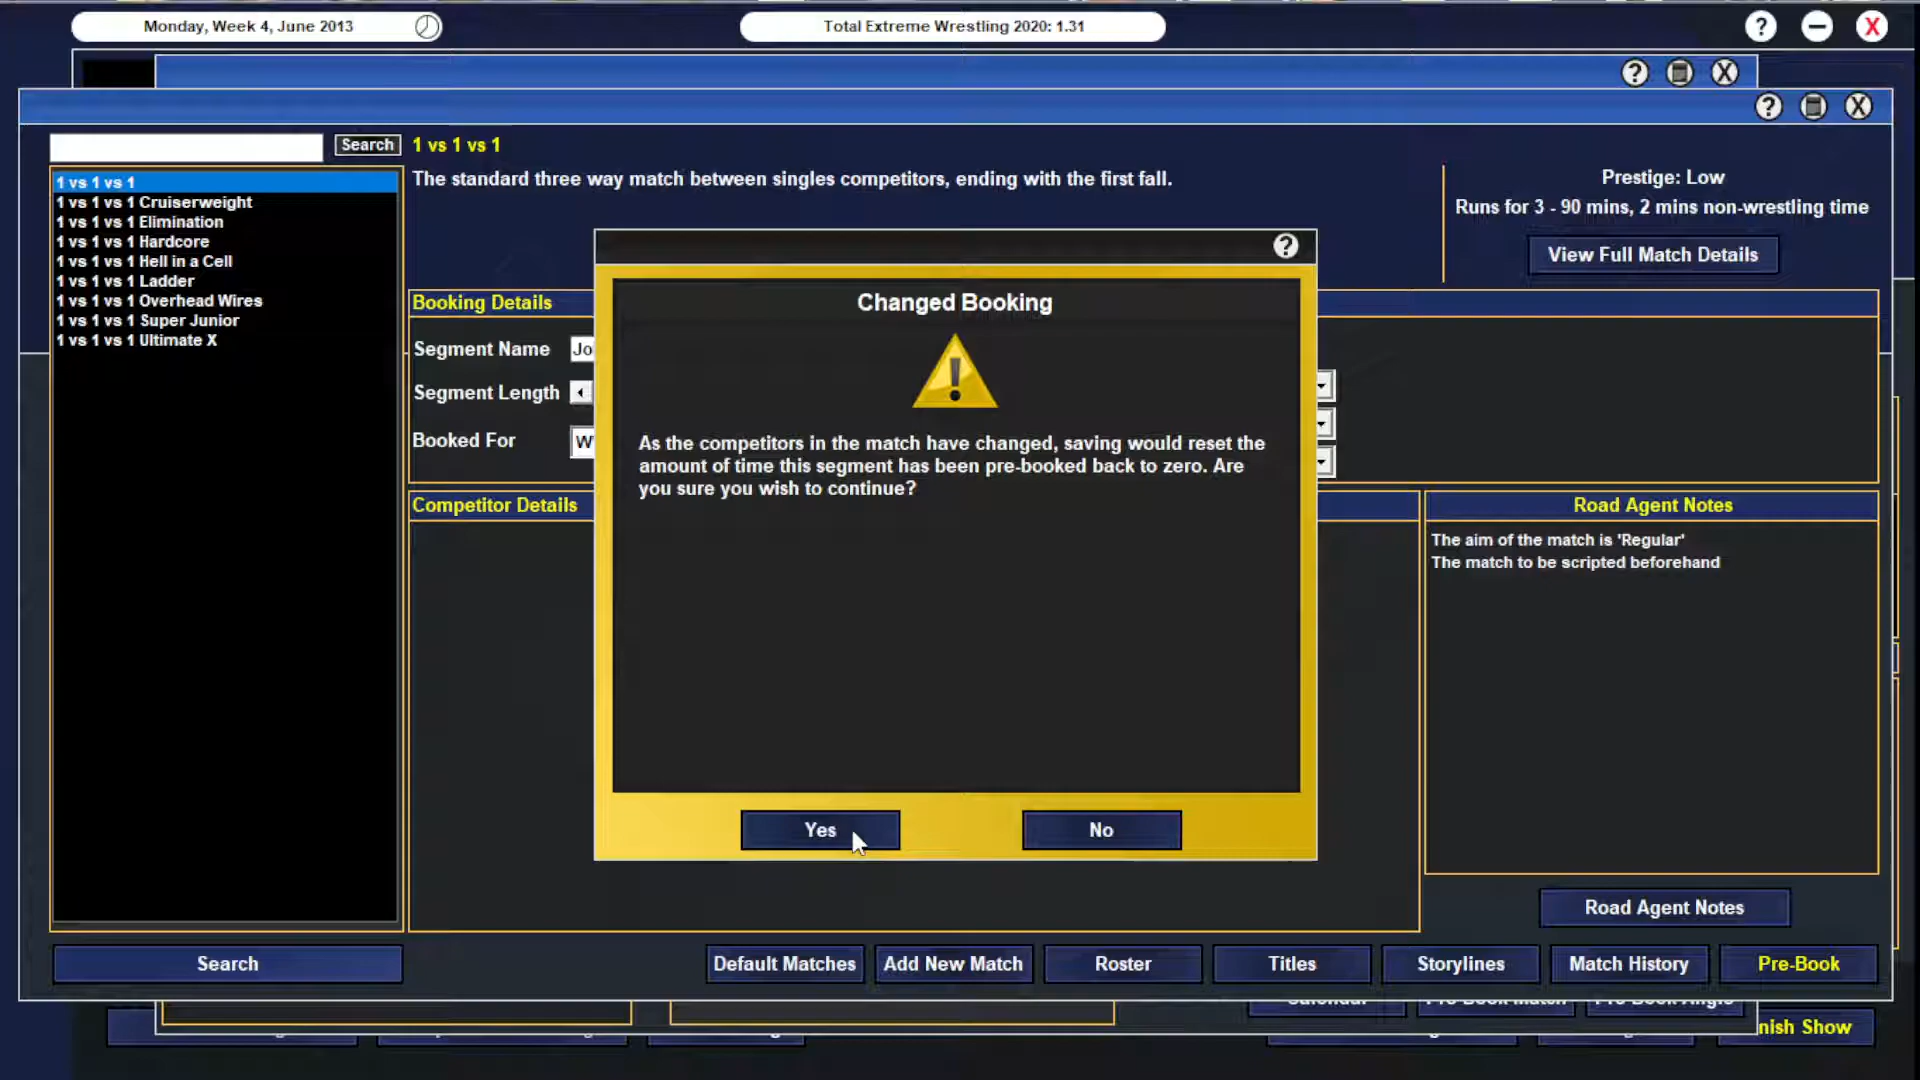 Monday, Week 4, June 2013
Total Extreme Wrestling 2020: 1.31
? X
? X
? X
Search
1 vs 1 vs 1
1 vs 1 vs 1
1 vs 1 vs 1 Cruiserweight
1 vs 1 vs 1 Elimination
1 vs 1 vs 1 Hardcore
1 vs 1 vs 1 Hell in a Cell
1 vs 1 vs 1 Ladder
1 vs 1 vs 1 Overhead Wires
1 vs 1 vs 1 Super Junior
1 vs 1 vs 1 Ultimate X
The standard three way match between singles competitors, ending with the first fall.
Prestige: Low
Runs for 3 - 90 mins, 2 mins non-wrestling time
View Full Match Details
Booking Details
Segment Name
Segment Length
Booked For
Competitor Details
?
Changed Booking
As the competitors in the match have changed, saving would reset the
amount of time this segment has been pre-booked back to zero. Are
you sure you wish to continue?
Yes
No
Road Agent Notes
The aim of the match is 'Regular'
The match to be scripted beforehand
Road Agent Notes
Search
Default Matches
Add New Match
Roster
Titles
Storylines
Match History
Pre-Book
Calendar
Pre Book Match
Pre Book Angle
nish Show